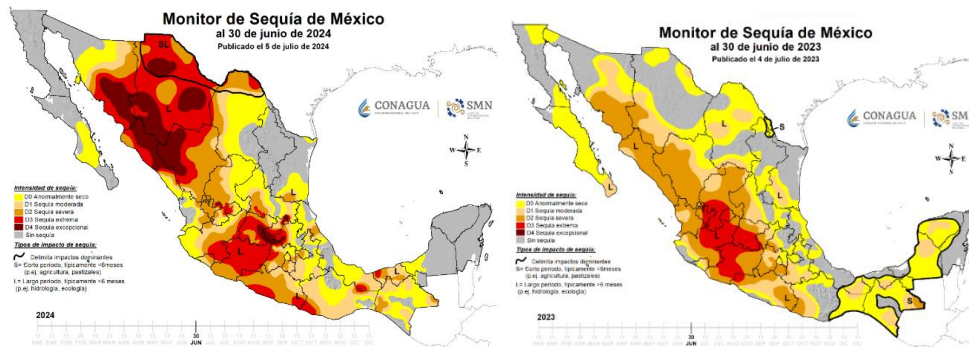 Monitor de Sequía de México
al 30 de junio de 2024
Publicado el 5 de julio de 2024
SL
CONAGUA
SMN
N
W E
S
L
Intensidad de sequía:
D0 Anormalmente seco
D1 Sequía moderada
D2 Sequía severa
D3 Sequía extrema
D4 Sequía excepcional
Sin sequía
Tipos de impacto de sequía:
Delimita impactos dominantes
S= Corto periodo, típicamente <6meses
(p.ej. agricultura, pastizales)
L= Largo periodo, típicamente >6 meses
(p.ej. hidrología, ecología)
L
L
L
L
2024
30
JUN
Monitor de Sequía de México
al 30 de junio de 2023
Publicado el 4 de julio de 2023
CONAGUA
SMN
L
S
L
N
W E
S
L
L
Intensidad de sequía:
D0 Anormalmente seco
D1 Sequía moderada
D2 Sequía severa
D3 Sequía extrema
D4 Sequía excepcional
Sin sequía
Tipos de impacto de sequía:
Delimita impactos dominantes
S= Corto periodo, típicamente <6meses
(p.ej. agricultura, pastizales)
L= Largo periodo, típicamente >6 meses
(p.ej. hidrología, ecología)
L
L
S
2023
30
JUN